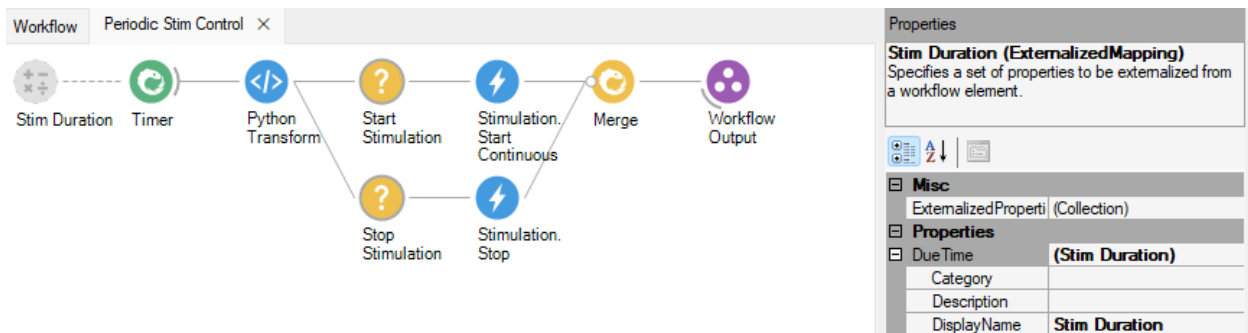 Workflow
Periodic Stim Control ×
Stim Duration
Timer
</>
Python
Transform
?
Start
Stimulation
Stimulation.
Start
Continuous
Merge
Workflow
Output
?
Stop
Stimulation
Stimulation.
Stop
Properties
Stim Duration (ExternalizedMapping)
Specifies a set of properties to be externalized from
a workflow element.
Misc
ExternalizedProperti (Collection)
Properties
DueTime (Stim Duration)
Category
Description
DisplayName Stim Duration